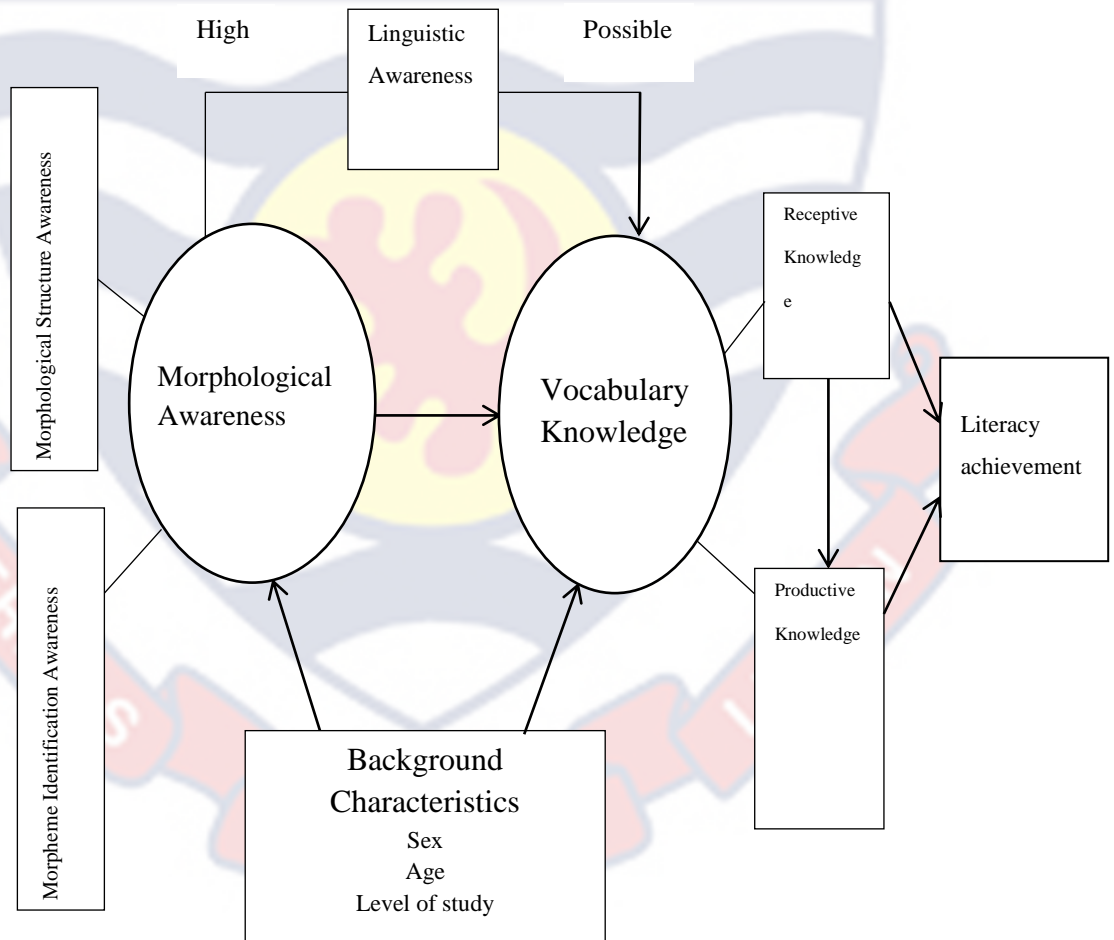 High
Linguistic
Awareness
Possible
Morphological Structure Awareness
Receptive
Knowledg
e
Morphological
Awareness
Vocabulary
Knowledge
Literacy
achievement
Morpheme Identification Awareness
Productive
Knowledge
Background
Characteristics
Sex
Age
Level of study